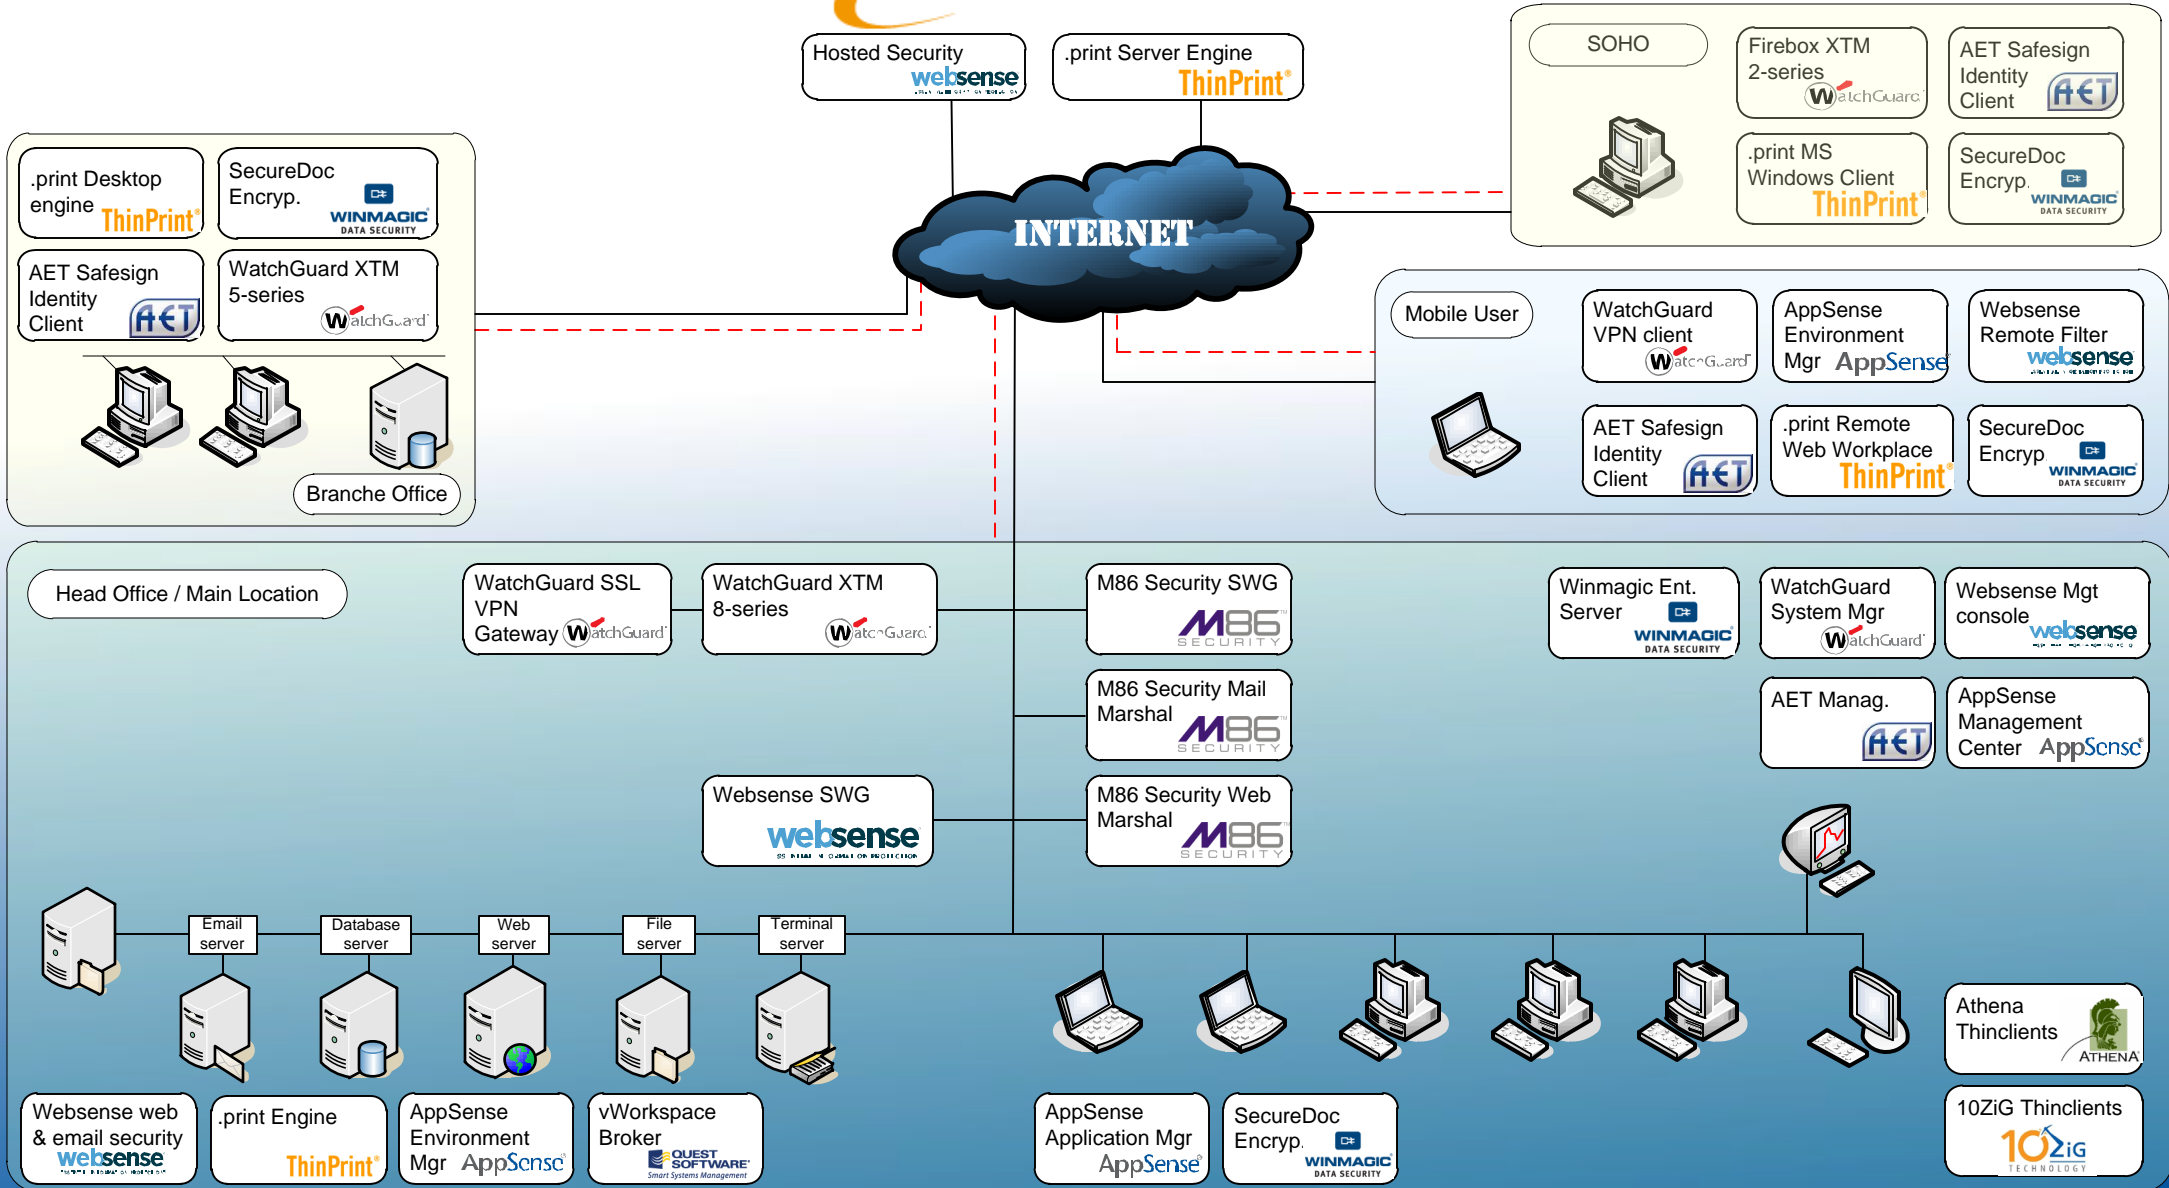 Hosted Security
websense
.print Server Engine
ThinPrint®
SOHO
Firebox XTM
2-series
WatchGuard
AET Safesign
Identity
Client
AET
.print MS
Windows Client
ThinPrint®
SecureDoc
Encryp.
WINMAGIC
DATA SECURITY
.print Desktop
engine
ThinPrint®
SecureDoc
Encryp.
WINMAGIC
DATA SECURITY
AET Safesign
Identity
Client
AET
WatchGuard XTM
5-series
WatchGuard
Branche Office
INTERNET
Mobile User
WatchGuard
VPN client
WatchGuard
AppSense
Environment
Mgr
AppSense
Websense
Remote Filter
websense
AET Safesign
Identity
Client
AET
.print Remote
Web Workplace
ThinPrint®
SecureDoc
Encryp.
WINMAGIC
DATA SECURITY
Head Office / Main Location
WatchGuard SSL
VPN
Gateway
WatchGuard
WatchGuard XTM
8-series
WatchGuard
M86 Security SWG
M86
SECURITY
Winmagic Ent.
Server
WINMAGIC
DATA SECURITY
WatchGuard
System Mgr
WatchGuard
Websense Mgt
console
websense
M86 Security Mail
Marshal
M86
SECURITY
AET Manag.
AET
AppSense
Management
Center
AppSense
Websense SWG
websense
M86 Security Web
Marshal
M86
SECURITY
Email
server
Database
server
Web
server
File
server
Terminal
server
Athena
Thinclients
ATHENA
Websense web
& email security
websense
.print Engine
ThinPrint®
AppSense
Environment
Mgr
AppSense
vWorkspace
Broker
QUEST
SOFTWARE
Smart Systems Management
AppSense
Application Mgr
AppSense
SecureDoc
Encryp.
WINMAGIC
DATA SECURITY
10ZiG Thinclients
10ZiG
TECHNOLOGY